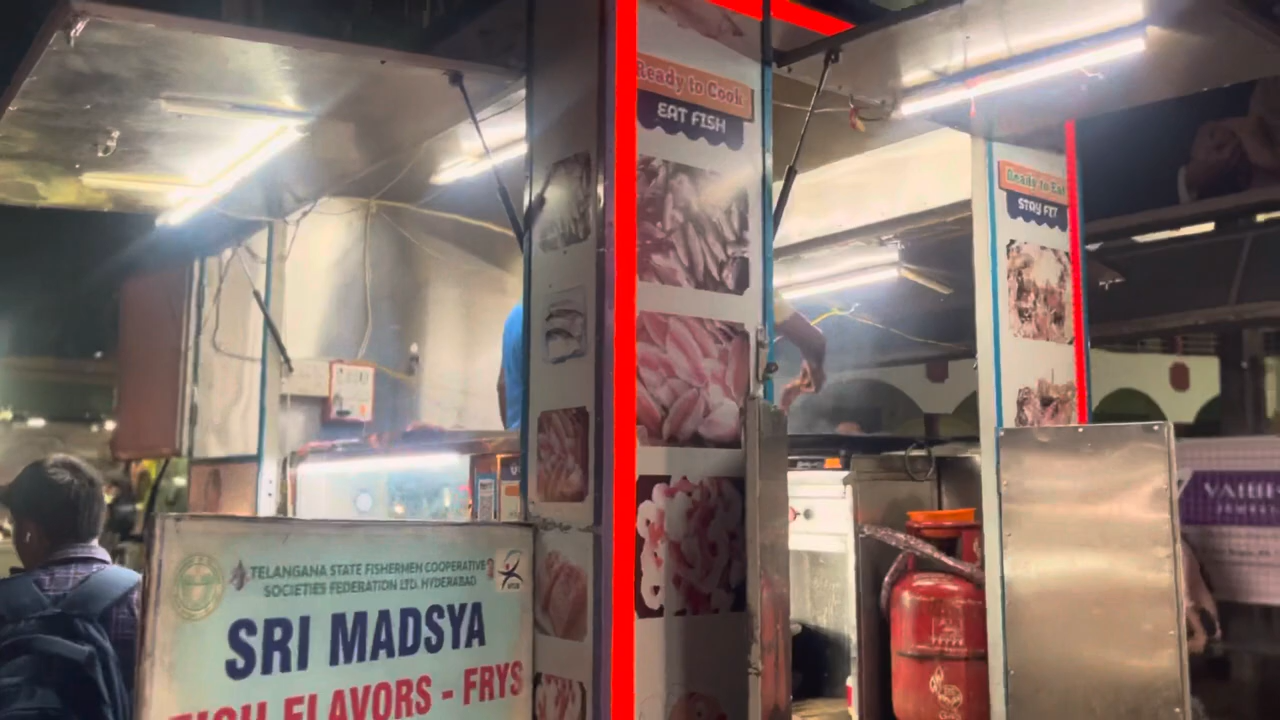 Ready to Cook
EAT FISH
Ready to Eat
STAY FIT
TELANGANA STATE FISHERMEN COOPERATIVE
SOCIETIES FEDERATION LTD. HYDERABAD
SRI MADSYA
FISH FLAVORS - FRYS